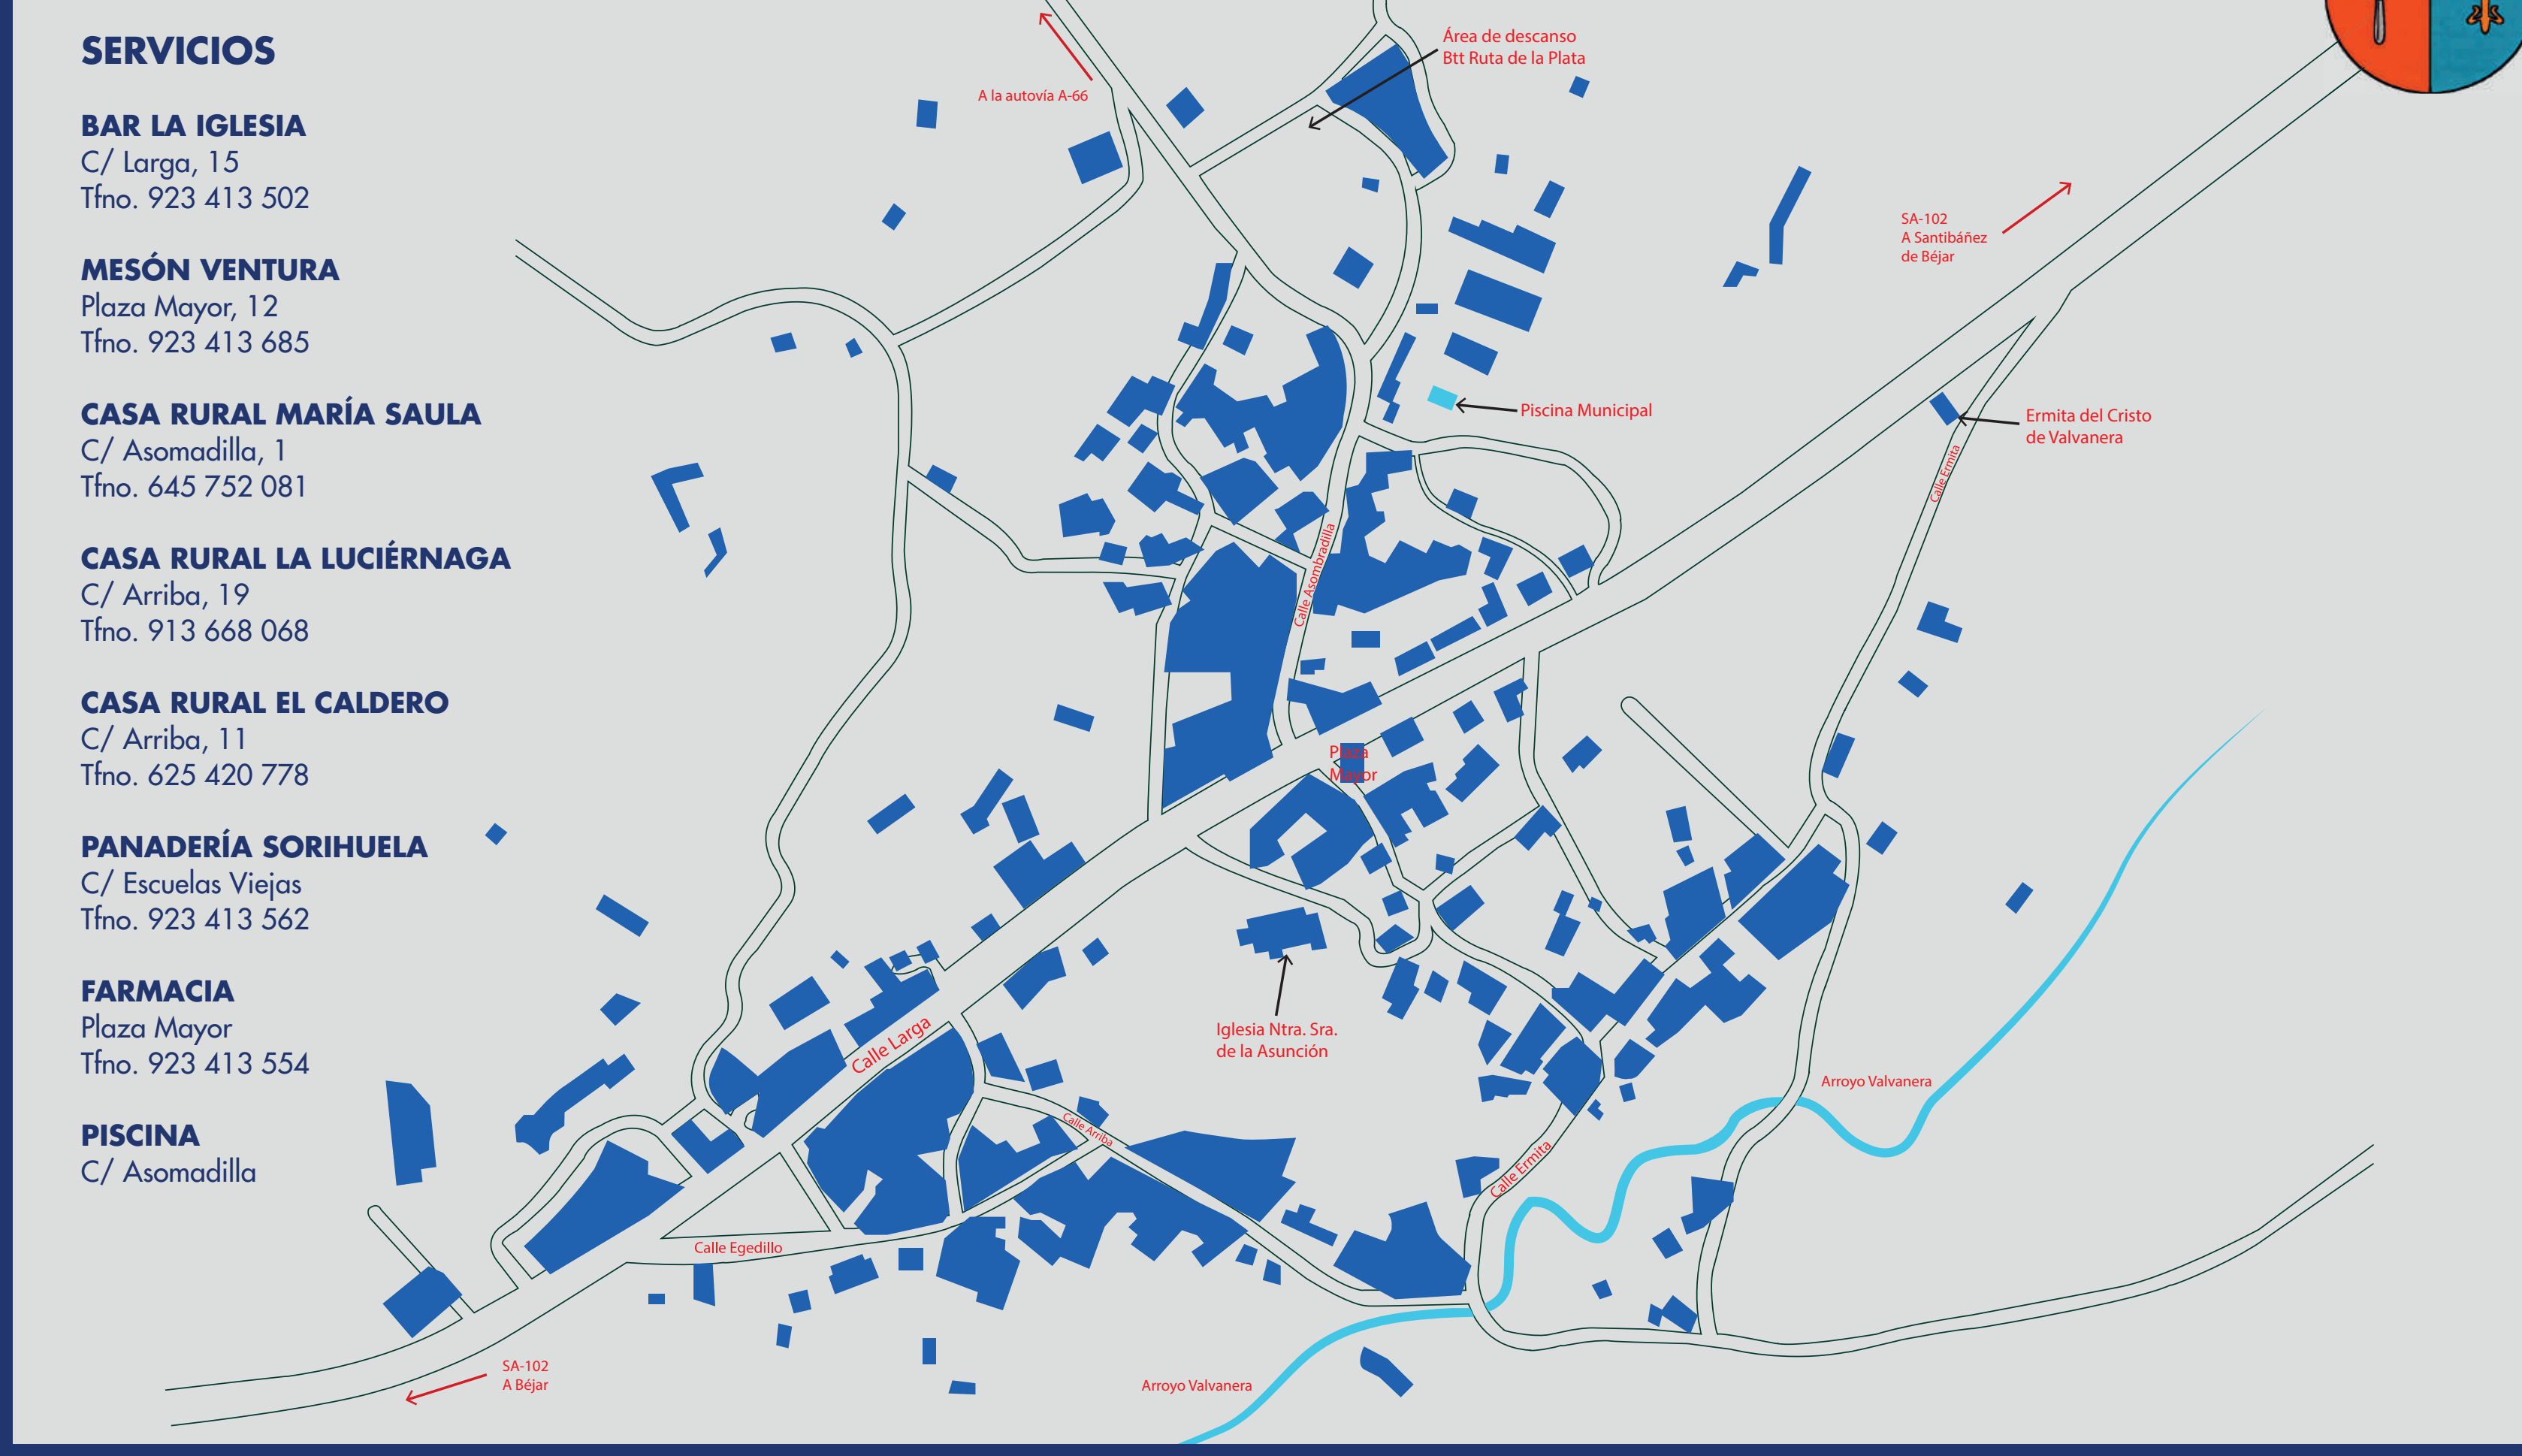 SERVICIOS
BAR LA IGLESIA
C/ Larga, 15
Tfno. 923 413 502
MESÓN VENTURA
Plaza Mayor, 12
Tfno. 923 413 685
CASA RURAL MARÍA SAULA
C/ Asomadilla, 1
Tfno. 645 752 081
CASA RURAL LA LUCIÉRNAGA
C/ Arriba, 19
Tfno. 913 668 068
CASA RURAL EL CALDERO
C/ Arriba, 11
Tfno. 625 420 778
PANADERÍA SORIHUELA
C/ Escuelas Viejas
Tfno. 923 413 562
FARMACIA
Plaza Mayor
Tfno. 923 413 554
PISCINA
C/ Asomadilla
Área de descanso
Btt Ruta de la Plata
A la autovía A-66
SA-102
A Santibáñez
de Béjar
Piscina Municipal
Ermita del Cristo
de Valvanera
Calle Ermita
Calle Asombradilla
Plaza
Mayor
Iglesia Ntra. Sra.
de la Asunción
Calle Larga
Arroyo Valvanera
Calle Arriba
Calle Ermita
Calle Egedillo
SA-102
A Béjar
Arroyo Valvanera